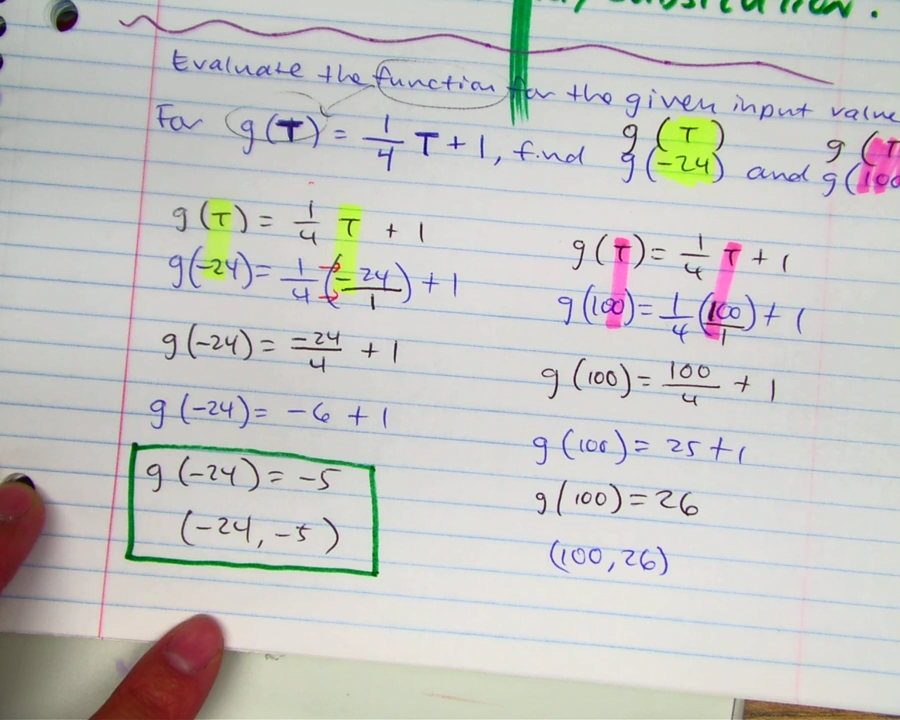 Substitution.
Evaluate the function for the given input value
For g(T) = 1/4 T + 1, find g(T) g(-24) and g(T g(100
g(T) = 1/4 T + 1
g(-24) = 1/4 (-24/1) + 1
g(-24) = -24/4 + 1
g(-24) = -6 + 1
g(-24) = -5
(-24, -5)
g(T) = 1/4 T + 1
g(100) = 1/4 (100/1) + 1
g(100) = 100/4 + 1
g(100) = 25 + 1
g(100) = 26
(100, 26)